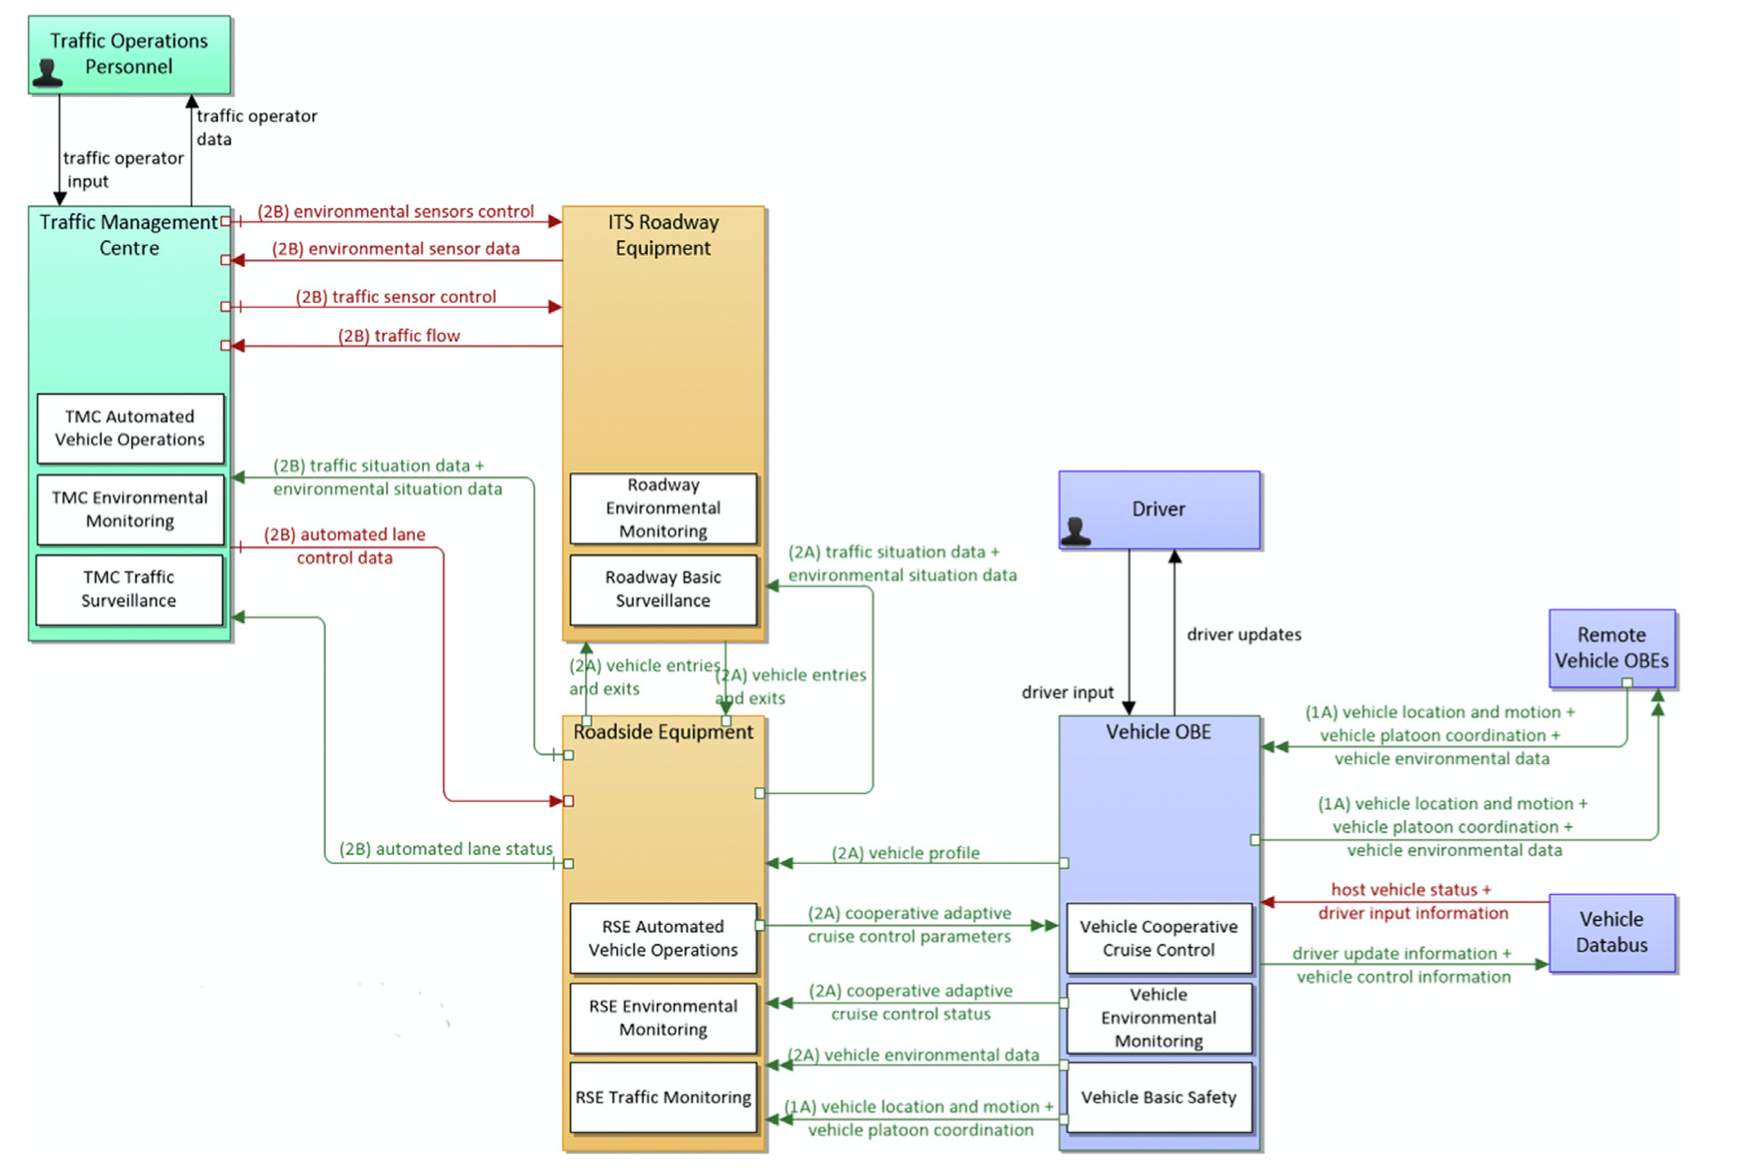 Traffic Operations
Personnel
traffic operator
data
traffic operator
input
Traffic Management
Centre
(2B) environmental sensors control
(2B) environmental sensor data
(2B) traffic sensor control
(2B) traffic flow
ITS Roadway
Equipment
TMC Automated
Vehicle Operations
TMC Environmental
Monitoring
TMC Traffic
Surveillance
(2B) traffic situation data +
environmental situation data
(2B) automated lane
control data
Roadway
Environmental
Monitoring
Roadway Basic
Surveillance
(2A) traffic situation data +
environmental situation data
Driver
driver updates
driver input
Remote
Vehicle OBEs
(2A) vehicle entries
and exits
(2A) vehicle entries
and exits
Roadside Equipment
Vehicle OBE
(1A) vehicle location and motion +
vehicle platoon coordination +
vehicle environmental data
(1A) vehicle location and motion +
vehicle platoon coordination +
vehicle environmental data
(2B) automated lane status
(2A) vehicle profile
host vehicle status +
driver input information
Vehicle
Databus
driver update information +
vehicle control information
RSE Automated
Vehicle Operations
(2A) cooperative adaptive
cruise control parameters
Vehicle Cooperative
Cruise Control
RSE Environmental
Monitoring
(2A) cooperative adaptive
cruise control status
Vehicle
Environmental
Monitoring
(2A) vehicle environmental data
RSE Traffic Monitoring
(1A) vehicle location and motion +
vehicle platoon coordination
Vehicle Basic Safety